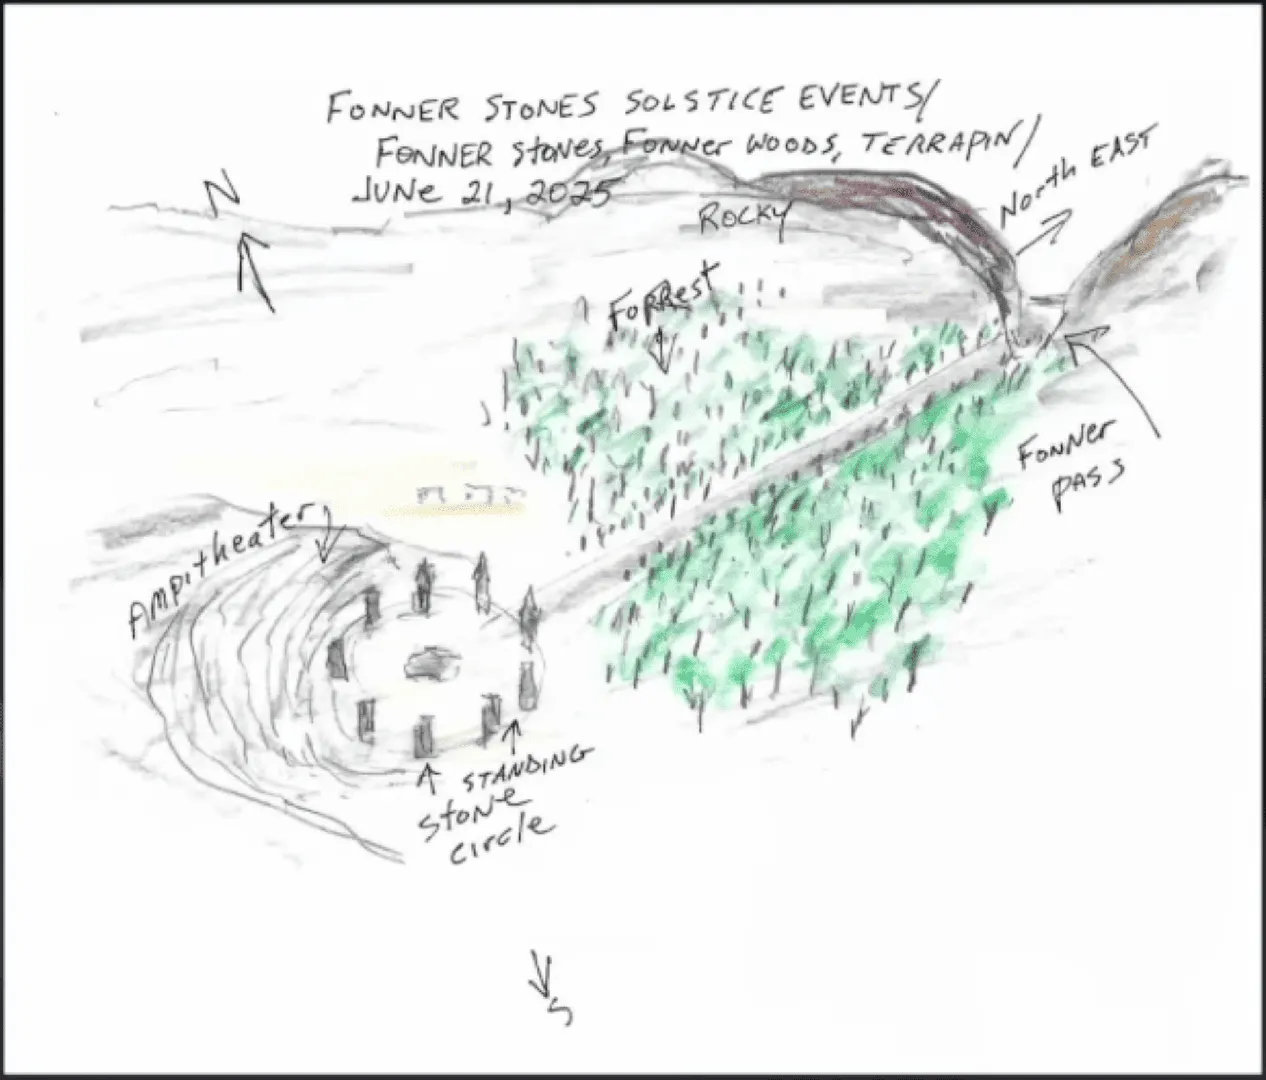 FONNER STONES SOLSTICE EVENTS/
FONNER stones, Fonner WOODS, TERRAPIN/
JUNe 21, 2025
N
North EAST
ROCKY
FORRest
FONNer
PASS
AMPitheater
STANDING
stone
circle
S